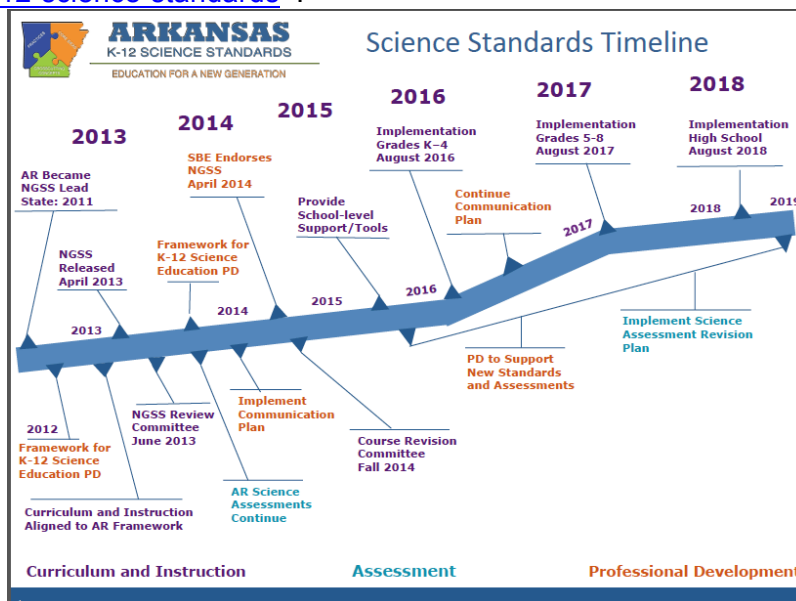 12-science-standards .
ARKANSAS
K-12 SCIENCE STANDARDS
EDUCATION FOR A NEW GENERATION
Science Standards Timeline
2013
2014
2015
2016
2017
2018
AR Became
NGSS Lead
State: 2011
NGSS
Released
April 2013
SBE Endorses
NGSS
April 2014
Framework for
K-12 Science
Education PD
Provide
School-level
Support/Tools
Implementation
Grades K-4
August 2016
Continue
Communication
Plan
Implementation
Grades 5-8
August 2017
Implementation
High School
August 2018
2013
2014
2015
2016
2017
2018
2019
2012
Framework for
K-12 Science
Education PD
Curriculum and Instruction
Aligned to AR Framework
NGSS Review
Committee
June 2013
AR Science
Assessments
Continue
Implement
Communication
Plan
Course Revision
Committee
Fall 2014
PD to Support
New Standards
and Assessments
Implement Science
Assessment Revision
Plan
Curriculum and Instruction
Assessment
Professional Development